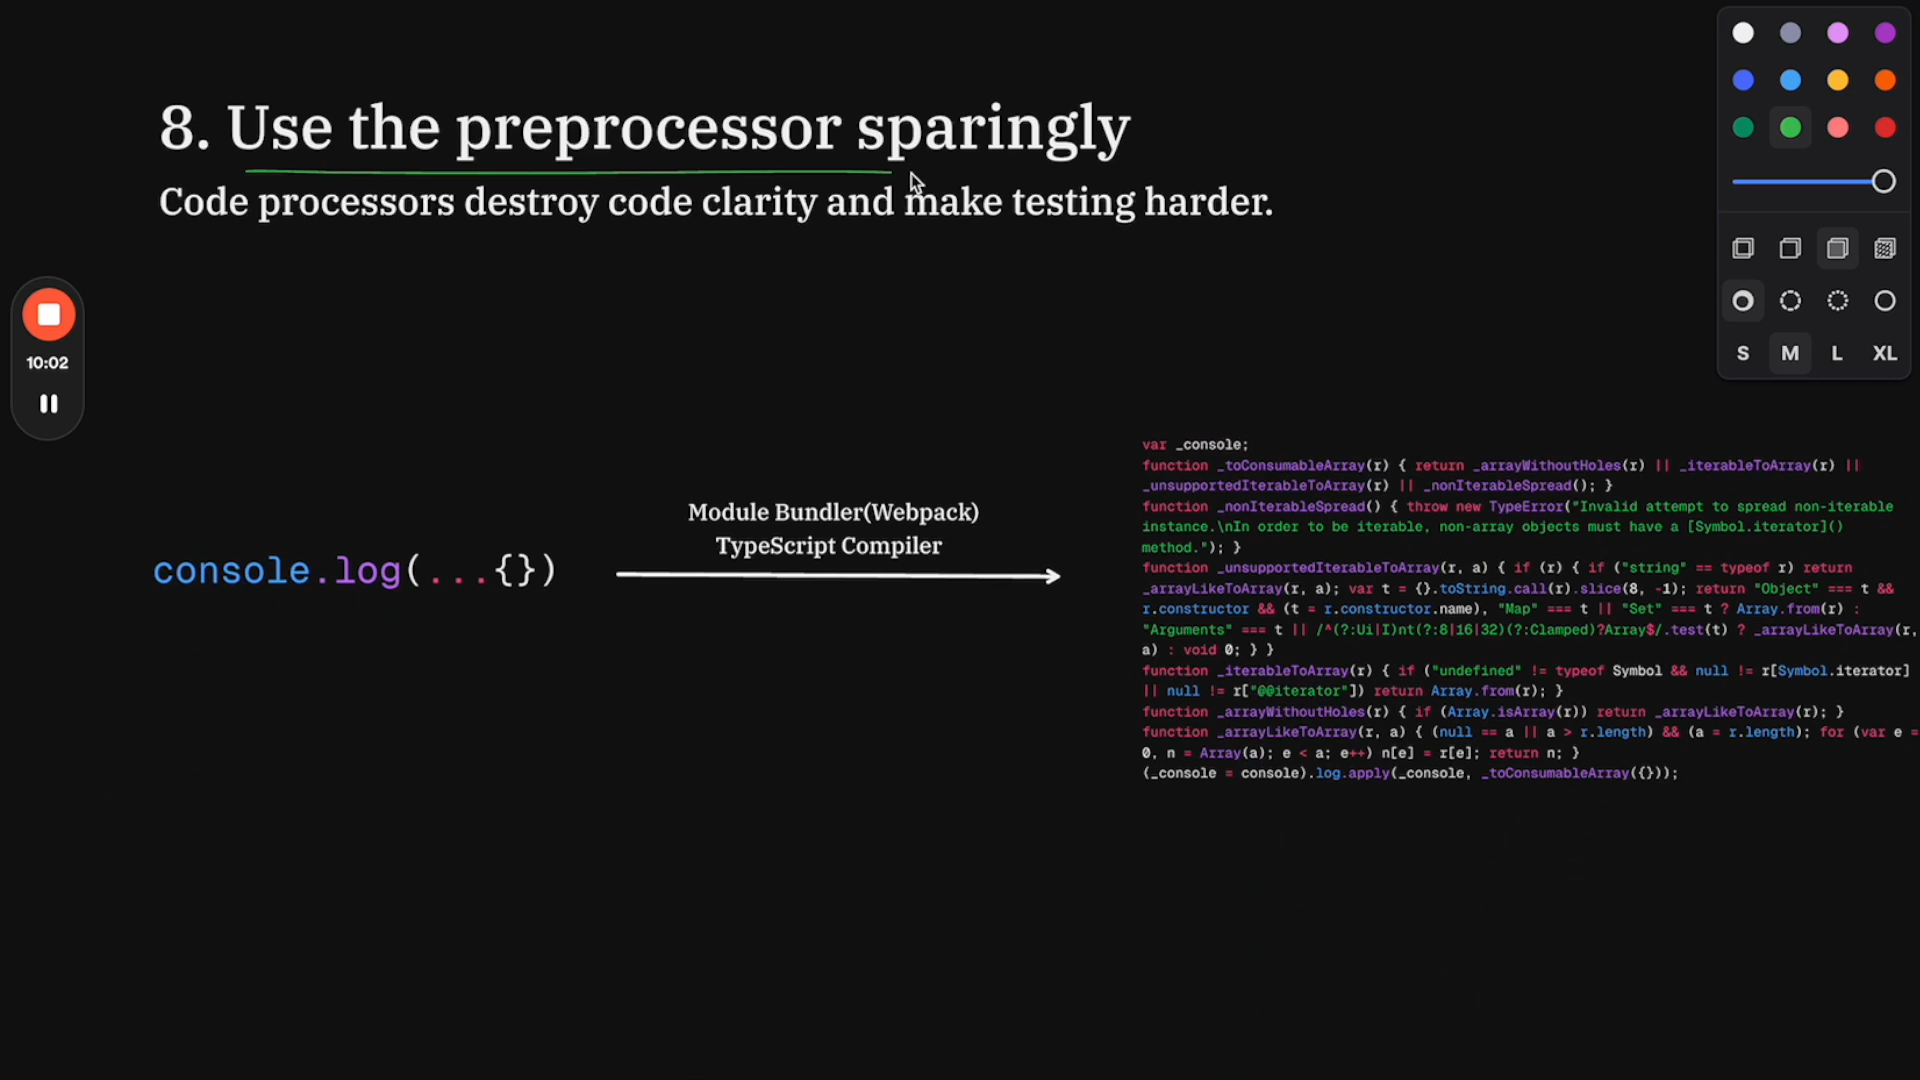 8. Use the preprocessor sparingly
Code processors destroy code clarity and make testing harder.
10:02
S M L XL
Module Bundler(Webpack)
TypeScript Compiler
console.log(...{})
var _console;
function _toConsumableArray(r) { return _arrayWithoutHoles(r) || _iterableToArray(r) ||
_unsupportedIterableToArray(r) || _nonIterableSpread(); }
function _nonIterableSpread() { throw new TypeError("Invalid attempt to spread non-iterable
instance.\nIn order to be iterable, non-array objects must have a [Symbol.iterator]()
method."); }
function _unsupportedIterableToArray(r, a) { if (r) { if ("string" == typeof r) return
_arrayLikeToArray(r, a); var t = {}.toString.call(r).slice(8, -1); return "Object" === t &&
r.constructor && (t = r.constructor.name), "Map" === t || "Set" === t ? Array.from(r) :
"Arguments" === t || /^(?:Ui|I)nt(?:8|16|32)(?:Clamped)?Array$/.test(t) ? _arrayLikeToArray(r,
a) : void 0; } }
function _iterableToArray(r) { if ("undefined" != typeof Symbol && null != r[Symbol.iterator]
|| null != r["@@iterator"]) return Array.from(r); }
function _arrayWithoutHoles(r) { if (Array.isArray(r)) return _arrayLikeToArray(r); }
function _arrayLikeToArray(r, a) { (null == a || a > r.length) && (a = r.length); for (var e =
0, n = Array(a); e < a; e++) n[e] = r[e]; return n; }
(_console = console).log.apply(_console, _toConsumableArray({}));